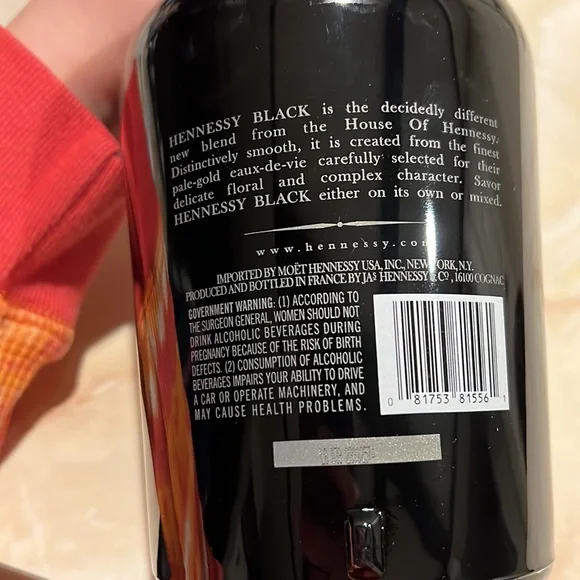 HENNESSY BLACK is the decidedly different
new blend from the House Of Hennessy.
Distinctively smooth, it is created from the finest
pale-gold eaux-de-vie carefully selected for their
delicate floral and complex character. Savor
HENNESSY BLACK either on its own or mixed.
www.hennessy.com
IMPORTED BY MOËT HENNESSY USA, INC., NEW YORK, N.Y.
PRODUCED AND BOTTLED IN FRANCE BY JAS HENNESSY & Cº, 16100 COGNAC
GOVERNMENT WARNING: (1) ACCORDING TO
THE SURGEON GENERAL, WOMEN SHOULD NOT
DRINK ALCOHOLIC BEVERAGES DURING
PREGNANCY BECAUSE OF THE RISK OF BIRTH
DEFECTS. (2) CONSUMPTION OF ALCOHOLIC
BEVERAGES IMPAIRS YOUR ABILITY TO DRIVE
A CAR OR OPERATE MACHINERY, AND
MAY CAUSE HEALTH PROBLEMS.
0 81753 81556 1